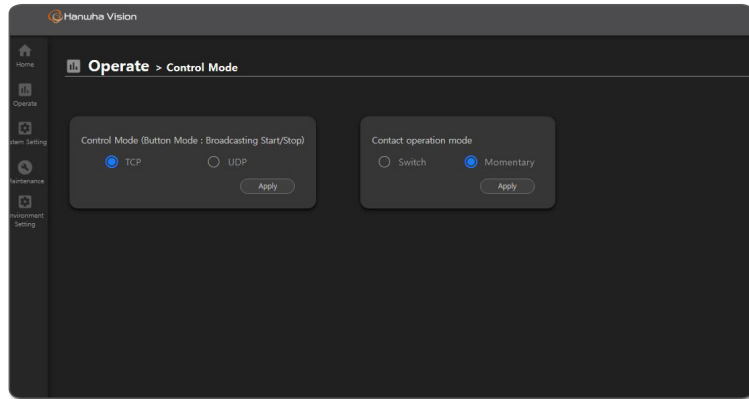 Hanwha Vision
Home
Operate
stem Setting
aintenance
nvironment
Setting
Operate > Control Mode
Control Mode (Button Mode : Broadcasting Start/Stop)
TCP
UDP
Apply
Contact operation mode
Switch
Momentary
Apply